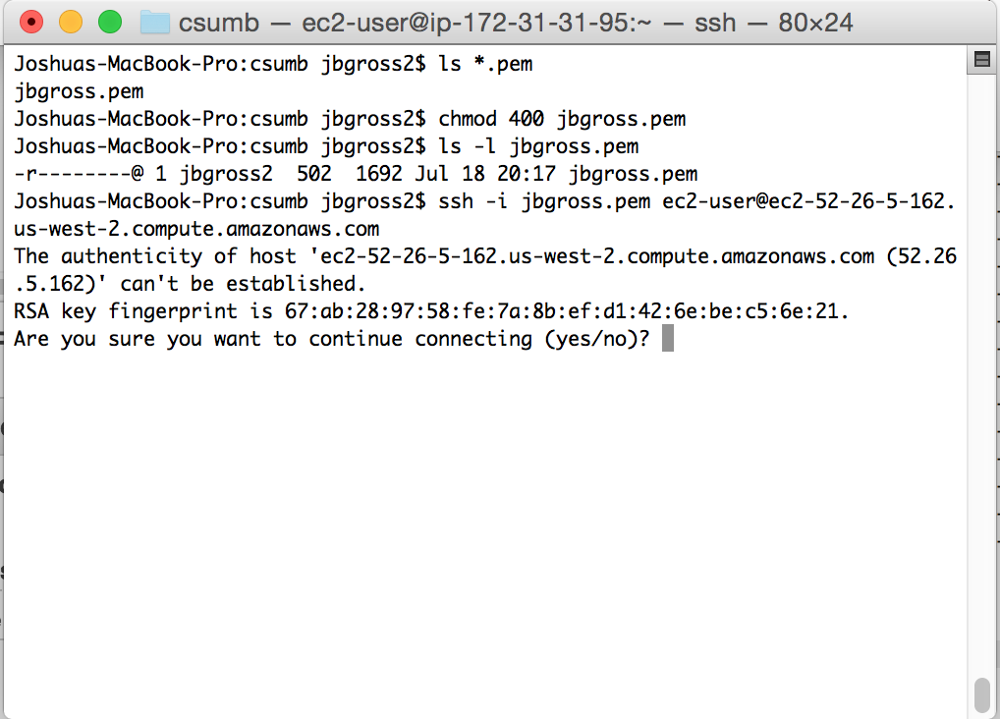 csumb — ec2-user@ip-172-31-31-95:~ — ssh — 80×24
Joshuas-MacBook-Pro:csumb jbgross2$ ls *.pem
jbgross.pem
Joshuas-MacBook-Pro:csumb jbgross2$ chmod 400 jbgross.pem
Joshuas-MacBook-Pro:csumb jbgross2$ ls -l jbgross.pem
-r--------@ 1 jbgross2  502  1692 Jul 18 20:17 jbgross.pem
Joshuas-MacBook-Pro:csumb jbgross2$ ssh -i jbgross.pem ec2-user@ec2-52-26-5-162.
us-west-2.compute.amazonaws.com
The authenticity of host 'ec2-52-26-5-162.us-west-2.compute.amazonaws.com (52.26
.5.162)' can't be established.
RSA key fingerprint is 67:ab:28:97:58:fe:7a:8b:ef:d1:42:6e:be:c5:6e:21.
Are you sure you want to continue connecting (yes/no)?